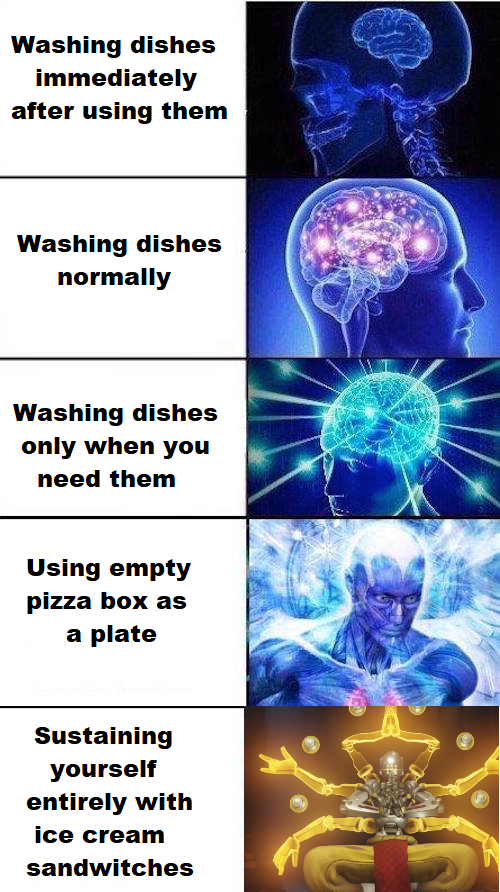 Washing dishes
immediately
after using them
Washing dishes
normally
Washing dishes
only when you
need them
Using empty
pizza box as
a plate
Sustaining
yourself
entirely with
ice cream
sandwitches